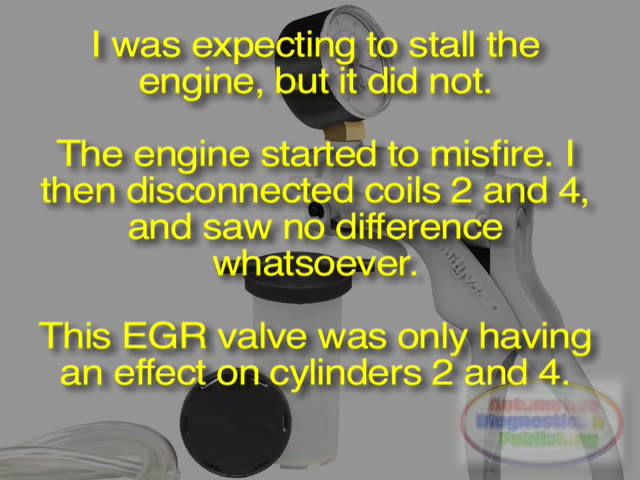 I was expecting to stall the
engine, but it did not.
The engine started to misfire. I
then disconnected coils 2 and 4,
and saw no difference
whatsoever.
This EGR valve was only having
an effect on cylinders 2 and 4.
Automotive
Diagnostic
Publishing